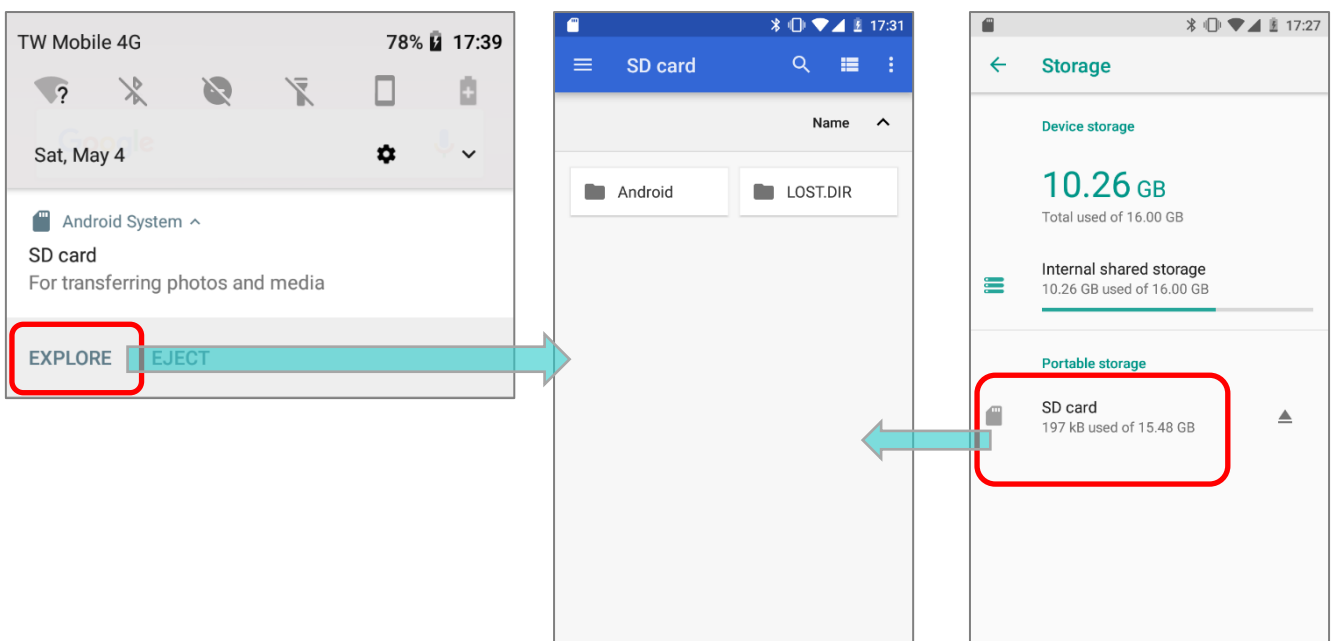 TW Mobile 4G 78% 17:39
?
Google
Sat, May 4
Android System
SD card
For transferring photos and media
EXPLORE EJECT
17:31
SD card
Name
Android LOST.DIR
17:27
Storage
Device storage
10.26 GB
Total used of 16.00 GB
Internal shared storage
10.26 GB used of 16.00 GB
Portable storage
SD card
197 kB used of 15.48 GB